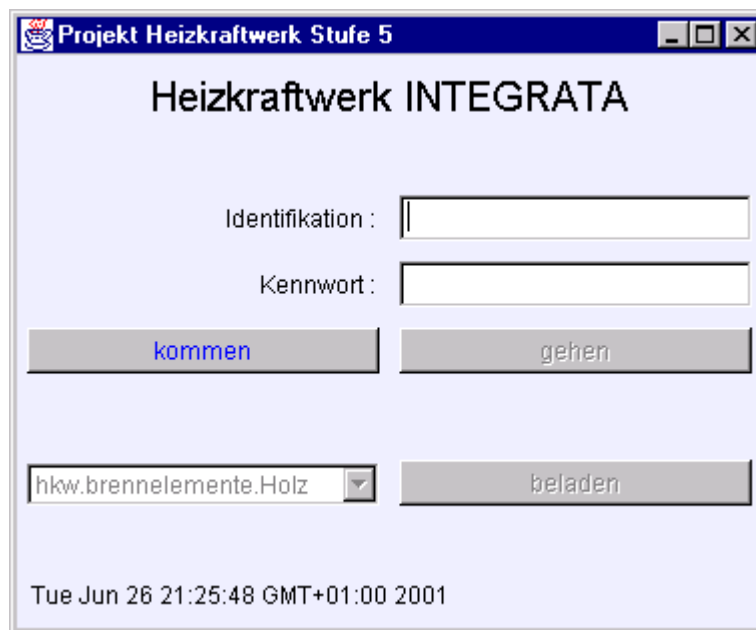 Projekt Heizkraftwerk Stufe 5
Heizkraftwerk INTEGRATA
Identifikation :
Kennwort :
kommen gehen
hkw.brennelemente.Holz beladen
Tue Jun 26 21:25:48 GMT+01:00 2001